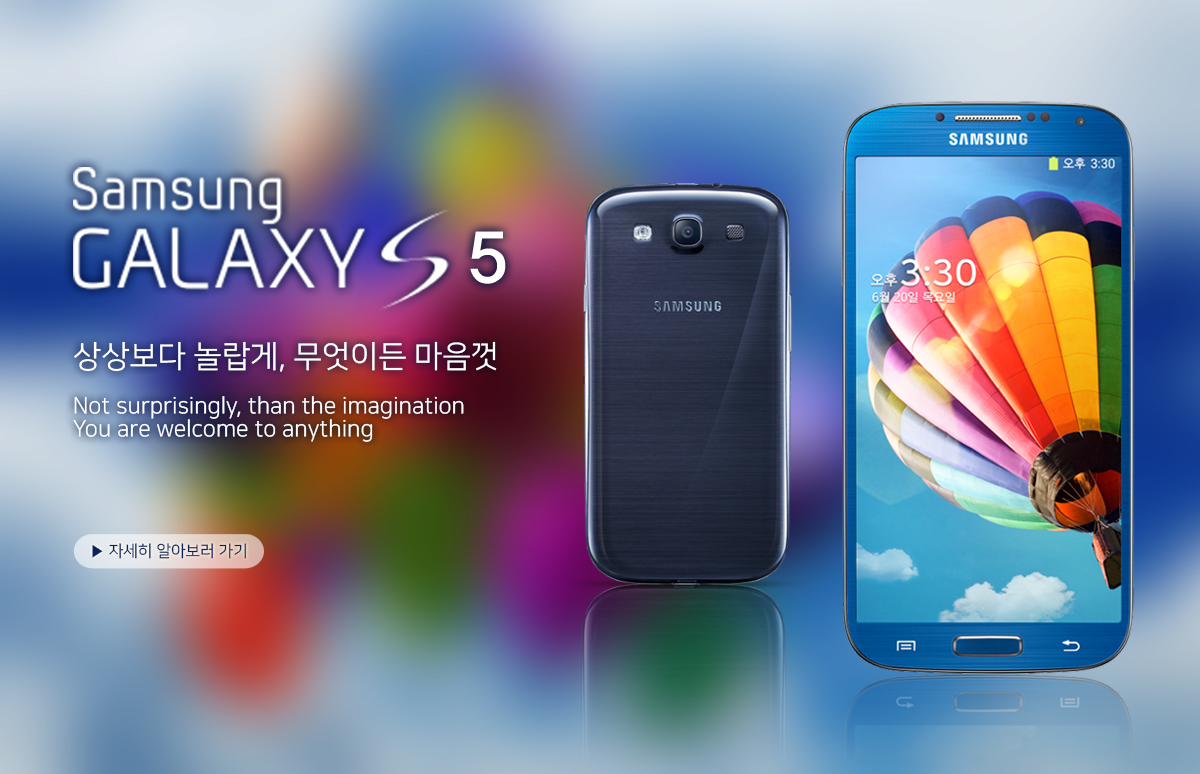 Samsung
GALAXY S 5
상상보다 놀랍게, 무엇이든 마음껏
Not surprisingly, than the imagination
You are welcome to anything
▶ 자세히 알아보러 가기
SAMSUNG
SAMSUNG
오후 3:30
오후 3:30
6월 20일 목요일